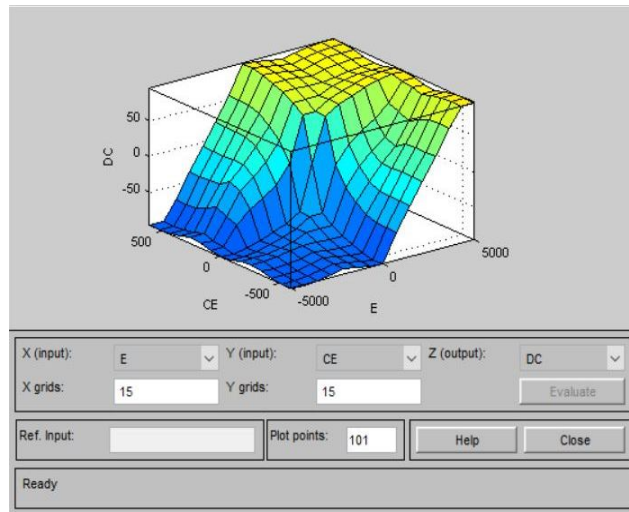 50
0
-50
DC
500
0
-500
CE
-5000
0
5000
E
X (input): E Y (input): CE Z (output): DC
X grids: 15 Y grids: 15 Evaluate
Ref. Input: Plot points: 101 Help Close
Ready